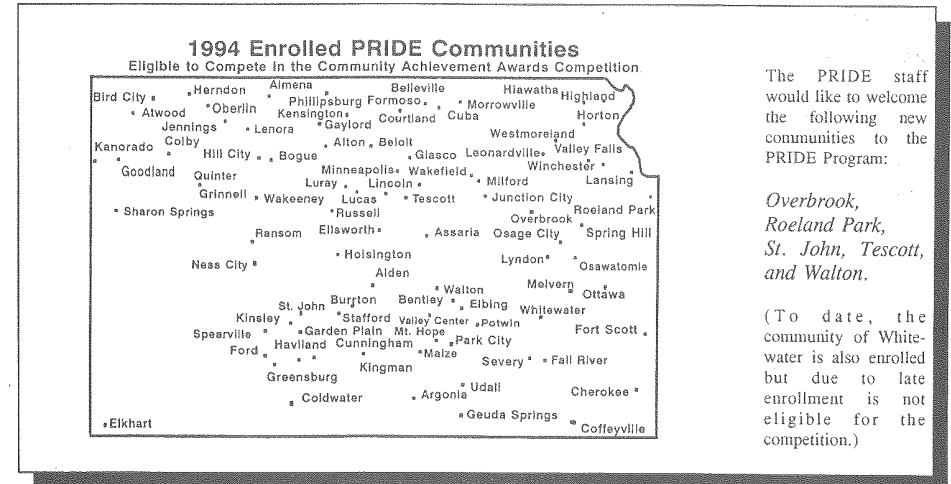 1994 Enrolled PRIDE Communities
Eligible to Compete in the Community Achievement Awards Competition
Bird City Herndon Almena Belleville Hiawatha Highland
Atwood Oberlin Phillipsburg Formoso Morrowville
Jennings Lenora Kensington Gaylord Courtland Cuba Horton
Westmoreland
Kanorado Colby Hill City Bogue Alton Beloit Glasco Leonardville Valley Falls
Goodland Quinter Minneapolis Wakefield Winchester
Grinnell Wakeeney Luray Lincoln Milford Lansing
Lucas Tescott Junction City
Sharon Springs Russell Overbrook Roeland Park
Ransom Ellsworth Assaria Osage City Spring Hill
Ness City Hoisington Lyndon Osawatomie
Alden
Walton Melvern Ottawa
St. John Burrton Bentley Elbing Whitewater
Kinsley Stafford Valley Center Potwin
Spearville Garden Plain Mt. Hope Fort Scott
Ford Haviland Cunningham Park City
Kingman Maize Severy Fall River
Greensburg
Coldwater Argonia Udall Cherokee
Geuda Springs
Elkhart Coffeyville
The PRIDE staff
would like to welcome
the following new
communities to the
PRIDE Program:
Overbrook,
Roeland Park,
St. John, Tescott,
and Walton.
(To date, the
community of White-
water is also enrolled
but due to late
enrollment is not
eligible for the
competition.)